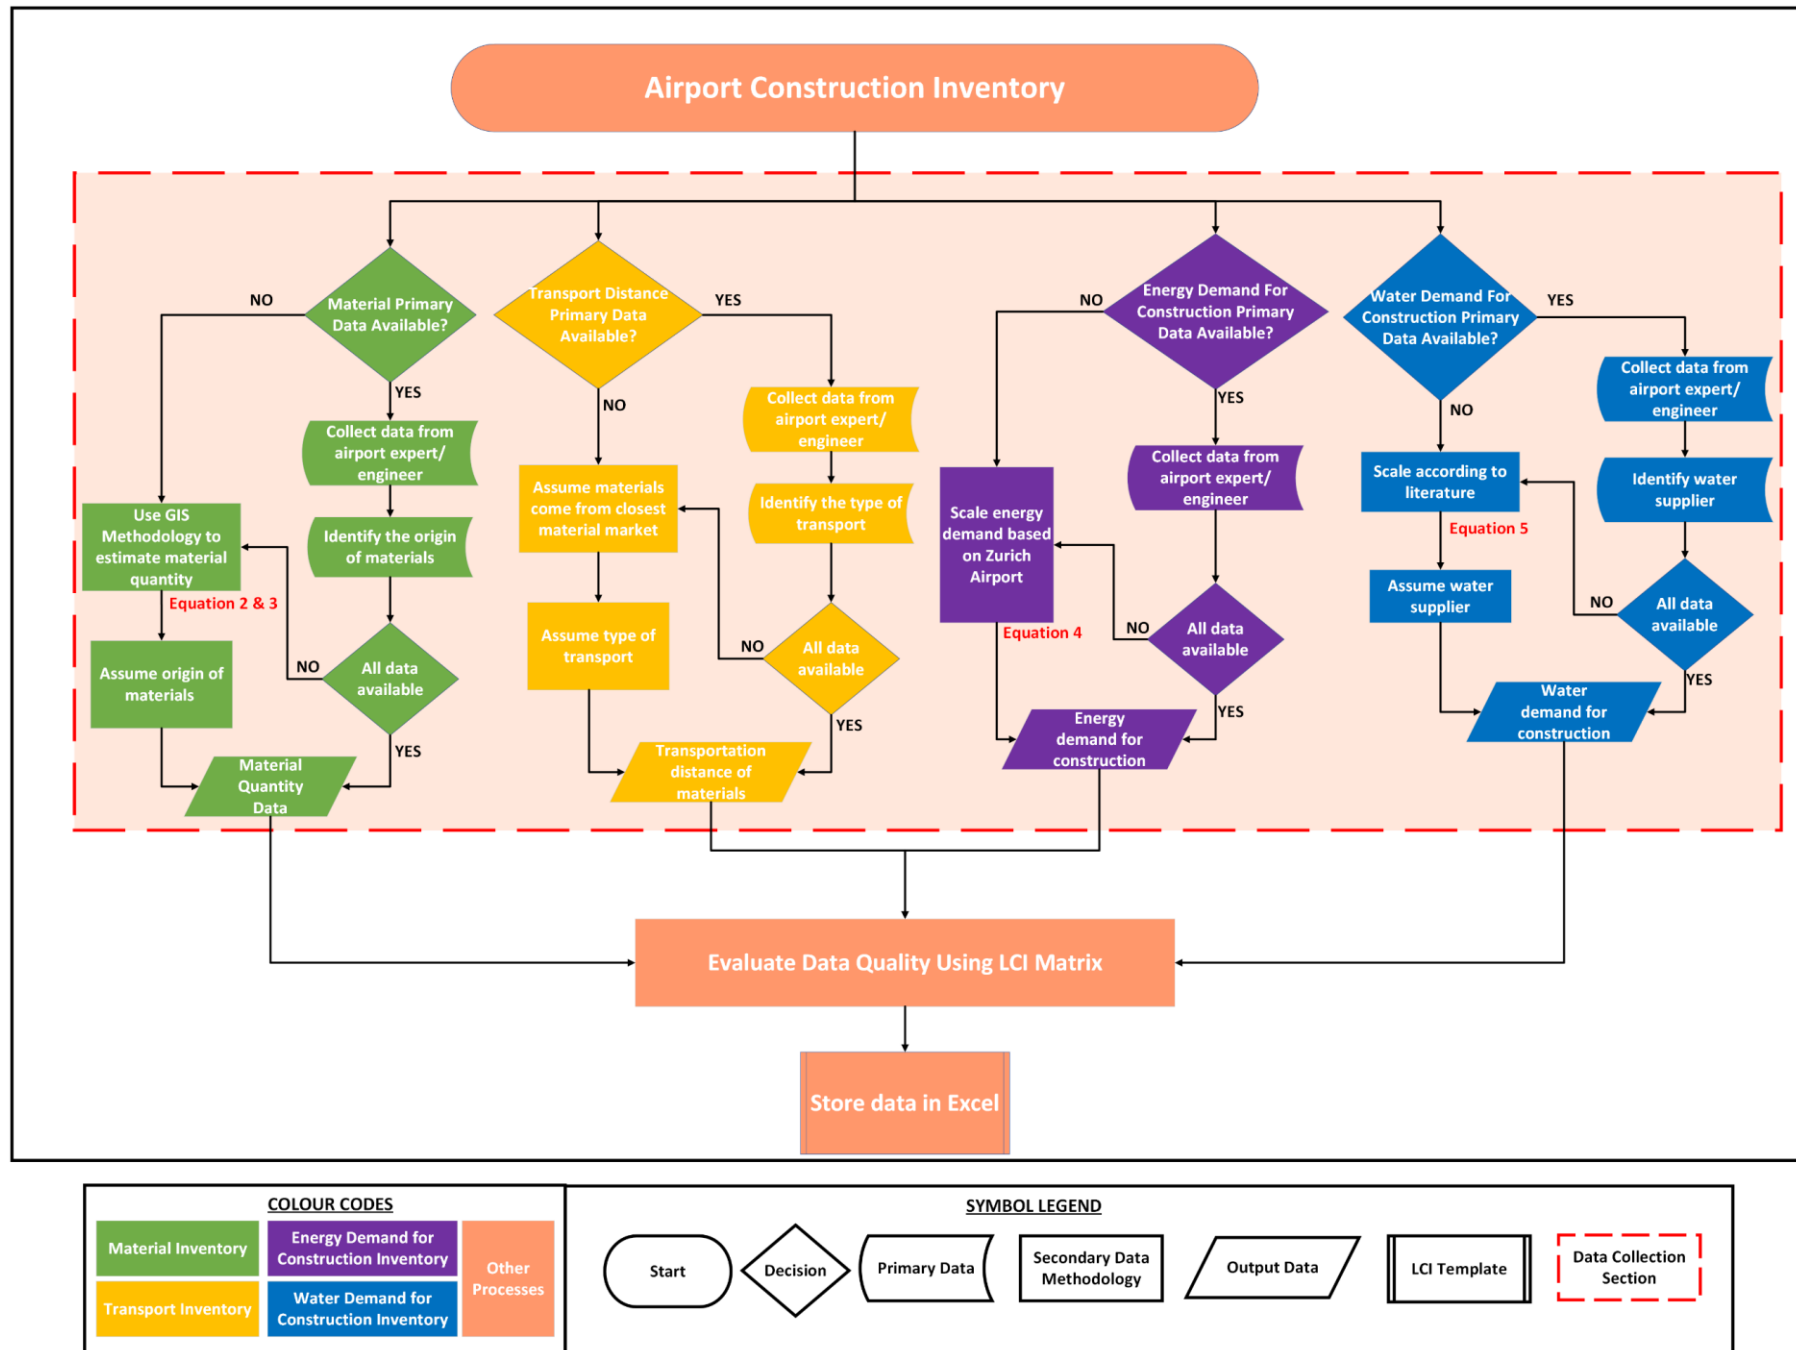 Airport Construction Inventory
NO
Material Primary
Data Available?
YES
Collect data from
airport expert/
engineer
Use GIS
Methodology to
estimate material
quantity
Identify the origin
of materials
Equation 2 & 3
Assume origin of
materials
NO
All data
available
YES
Material
Quantity
Data
Transport Distance
Primary Data
Available?
YES
NO
Collect data from
airport expert/
engineer
Assume materials
come from closest
material market
Identify the type of
transport
Assume type of
transport
NO
All data
available
YES
Transportation
distance of
materials
NO
Energy Demand For
Construction Primary
Data Available?
YES
Collect data from
airport expert/
engineer
Scale energy
demand based
on Zurich
Airport
Equation 4
NO
All data
available
YES
Energy
demand for
construction
Water Demand For
Construction Primary
Data Available?
YES
NO
Collect data from
airport expert/
engineer
Scale according to
literature
Identify water
supplier
Equation 5
Assume water
supplier
NO
All data
available
YES
Water
demand for
construction
Evaluate Data Quality Using LCI Matrix
Store data in Excel
COLOUR CODES
Material Inventory
Energy Demand for
Construction Inventory
Other
Processes
Transport Inventory
Water Demand for
Construction Inventory
SYMBOL LEGEND
Start
Decision
Primary Data
Secondary Data
Methodology
Output Data
LCI Template
Data Collection
Section